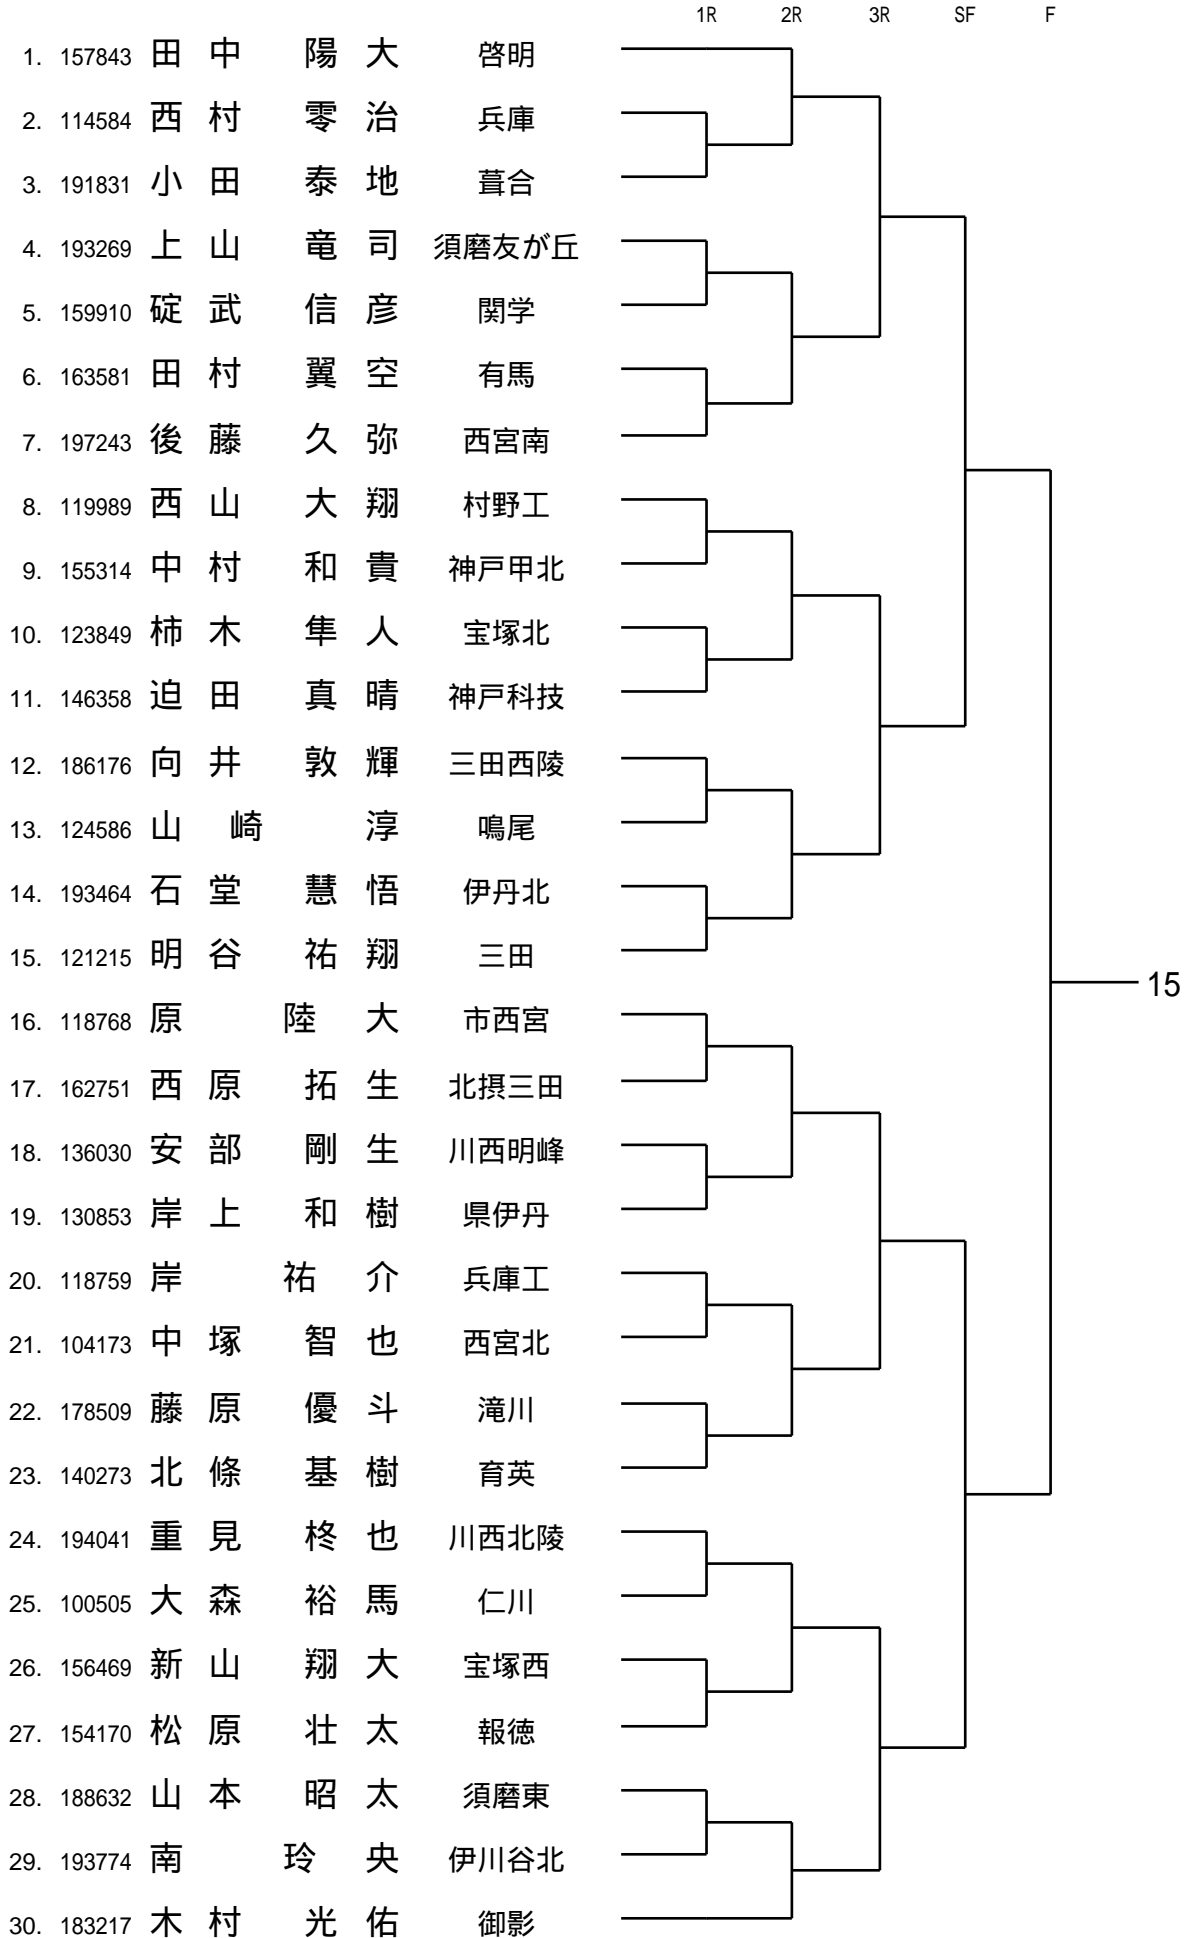 1R 2R 3R SF F
1. 157843 田中 陽大 啓明
2. 114584 西村 零治 兵庫
3. 191831 小田 泰地 葺合
4. 193269 上山 竜司 須磨友が丘
5. 159910 碇武 信彦 関学
6. 163581 田村 翼空 有馬
7. 197243 後藤 久弥 西宮南
8. 119989 西山 大翔 村野工
9. 155314 中村 和貴 神戸甲北
10. 123849 柿木 隼人 宝塚北
11. 146358 迫田 真晴 神戸科技
12. 186176 向井 敦輝 三田西陵
13. 124586 山崎 淳 鳴尾
14. 193464 石堂 慧悟 伊丹北
15. 121215 明谷 祐翔 三田
15
16. 118768 原 陸大 市西宮
17. 162751 西原 拓生 北摂三田
18. 136030 安部 剛生 川西明峰
19. 130853 岸上 和樹 県伊丹
20. 118759 岸 祐介 兵庫工
21. 104173 中塚 智也 西宮北
22. 178509 藤原 優斗 滝川
23. 140273 北條 基樹 育英
24. 194041 重見 柊也 川西北陵
25. 100505 大森 裕馬 仁川
26. 156469 新山 翔大 宝塚西
27. 154170 松原 壮太 報徳
28. 188632 山本 昭太 須磨東
29. 193774 南 玲央 伊川谷北
30. 183217 木村 光佑 御影